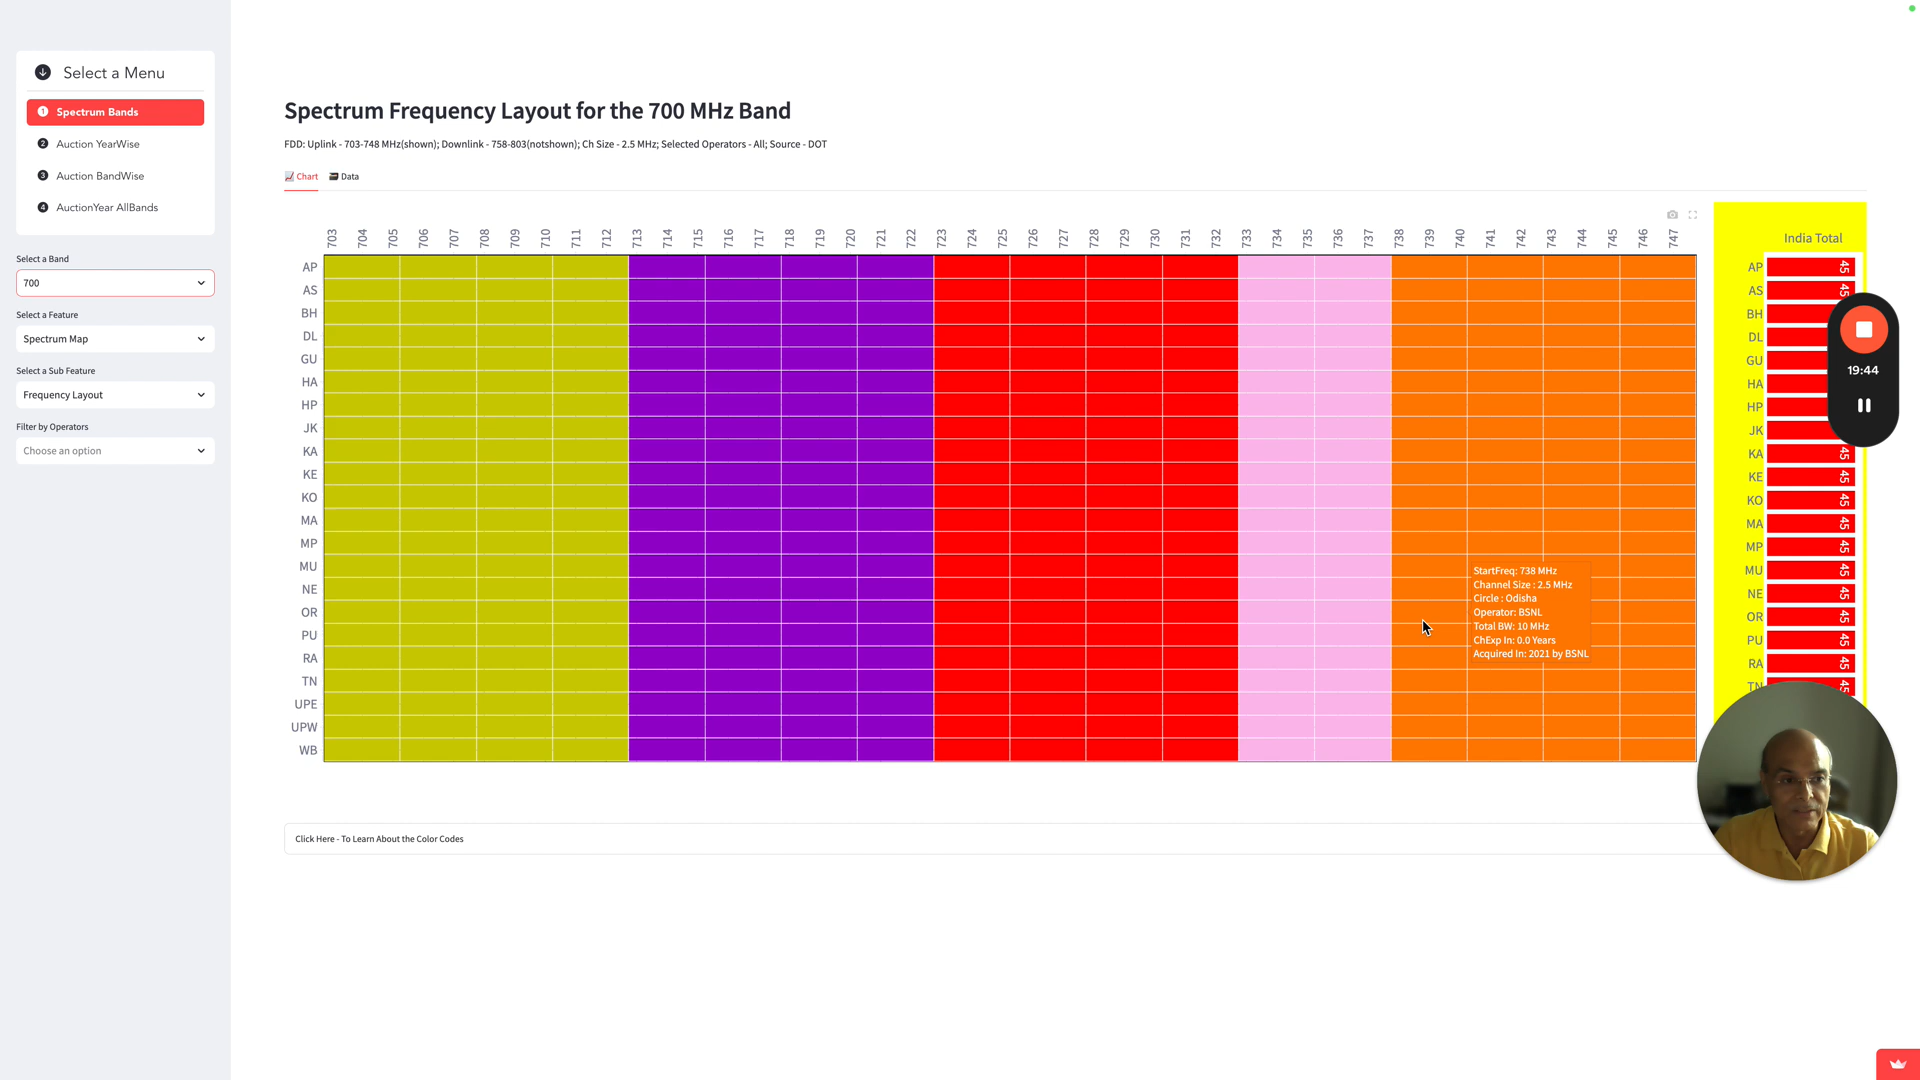 Select a Menu
1 Spectrum Bands
2 Auction YearWise
3 Auction BandWise
4 AuctionYear AllBands
Select a Band
700
Select a Feature
Spectrum Map
Select a Sub Feature
Frequency Layout
Filter by Operators
Choose an option
Spectrum Frequency Layout for the 700 MHz Band
FDD: Uplink - 703-748 MHz(shown); Downlink - 758-803(notshown); Ch Size - 2.5 MHz; Selected Operators - All; Source - DOT
Chart Data
703 704 705 706 707 708 709 710 711 712 713 714 715 716 717 718 719 720 721 722 723 724 725 726 727 728 729 730 731 732 733 734 735 736 737 738 739 740 741 742 743 744 745 746 747
AP
AS
BH
DL
GU
HA
HP
JK
KA
KE
KO
MA
MP
MU
NE
OR
PU
RA
TN
UPE
UPW
WB
StartFreq: 738 MHz
Channel Size : 2.5 MHz
Circle : Odisha
Operator: BSNL
Total BW: 10 MHz
ChExp In: 0.0 Years
Acquired In: 2021 by BSNL
India Total
AP 45
AS 45
BH
DL
GU
HA
HP
JK
KA 45
KE 45
KO 45
MA 45
MP 45
MU 45
NE 45
OR 45
PU 45
RA 45
TN 45
19:44
Click Here - To Learn About the Color Codes